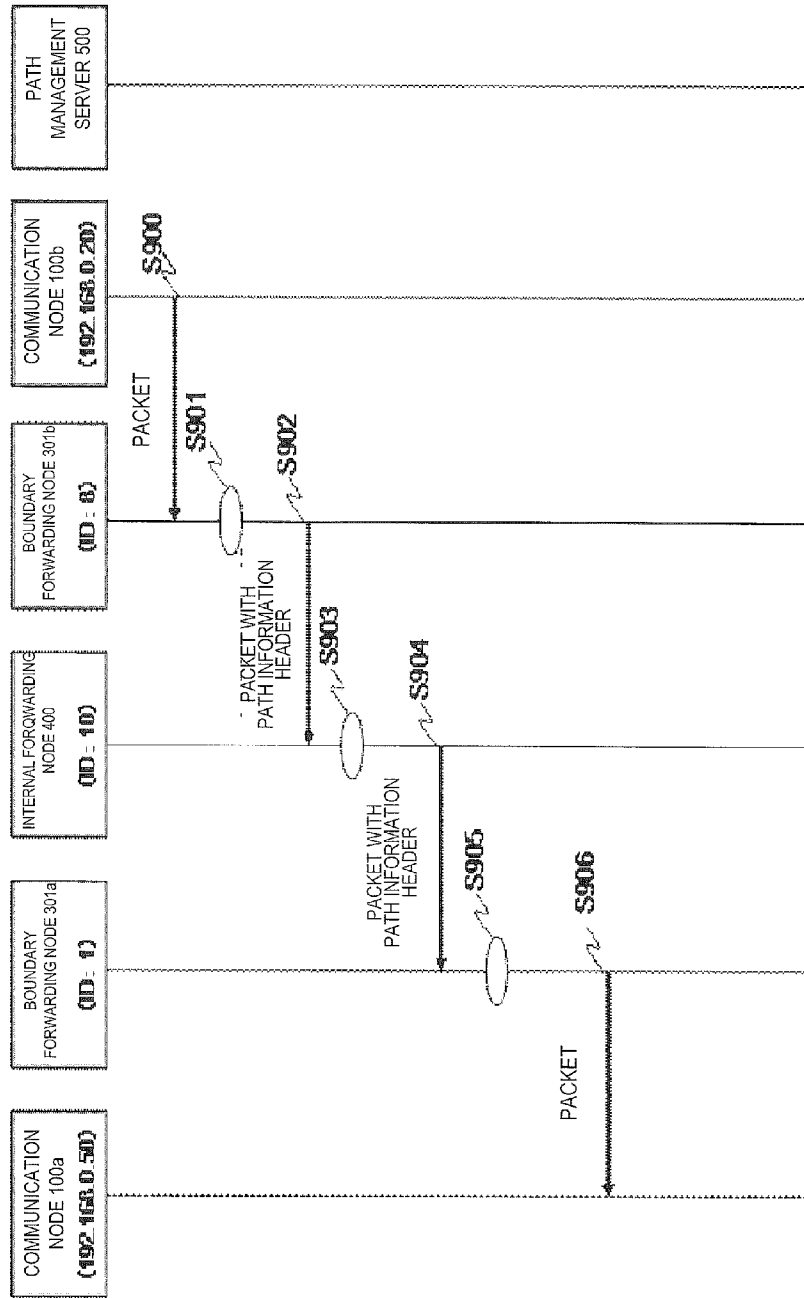 COMMUNICATION
NODE 100a
(192.168.0.50)
BOUNDARY
FORWARDING NODE 301a
(ID : 1)
INTERNAL FORQWARDING
NODE 400
(ID : 10)
BOUNDARY
FORWARDING NODE 301b
(ID : 8)
COMMUNICATION
NODE 100b
(192.168.0.20)
PATH
MANAGEMENT
SERVER 500
S900
PACKET
S901
S902
PACKET WITH
PATH INFORMATION
HEADER
S903
S904
PACKET WITH
PATH INFORMATION
HEADER
S905
S906
PACKET